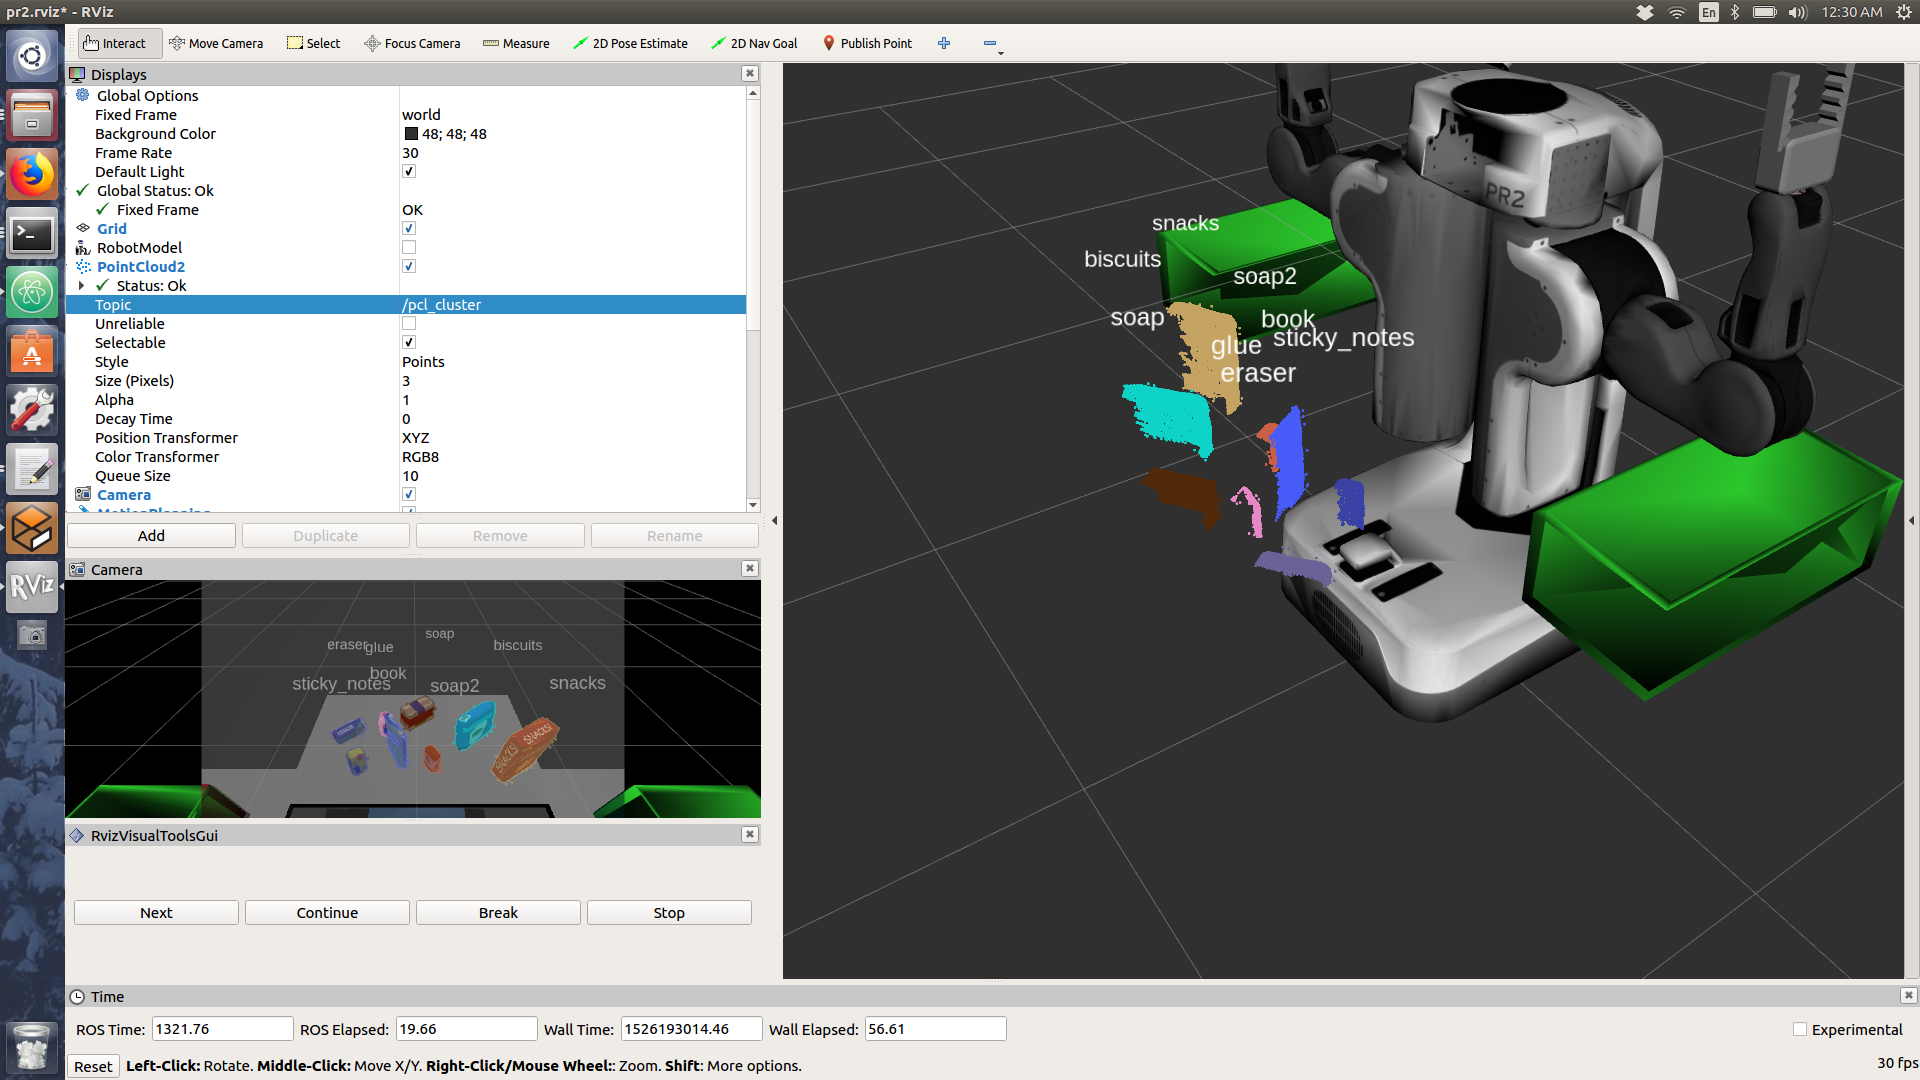 pr2.rviz* - RViz
En
12:30 AM
Interact Move Camera Select Focus Camera Measure 2D Pose Estimate 2D Nav Goal Publish Point
Displays
Global Options
Fixed Frame world
Background Color 48; 48; 48
Frame Rate 30
Default Light
Global Status: Ok
Fixed Frame OK
Grid
RobotModel
PointCloud2
Status: Ok
Topic /pcl_cluster
Unreliable
Selectable
Style Points
Size (Pixels) 3
Alpha 1
Decay Time 0
Position Transformer XYZ
Color Transformer RGB8
Queue Size 10
Camera
MotionPlanning
Add Duplicate Remove Rename
Camera
soap
eraser glue biscuits
book
sticky_notes soap2 snacks
SNACKS SNACKS
RvizVisualToolsGui
Next Continue Break Stop
PR2
snacks
biscuits
soap2
soap
book
sticky_notes
glue
eraser
RViz
Time
ROS Time: 1321.76 ROS Elapsed: 19.66 Wall Time: 1526193014.46 Wall Elapsed: 56.61 Experimental
Reset Left-Click: Rotate. Middle-Click: Move X/Y. Right-Click/Mouse Wheel:: Zoom. Shift: More options. 30 fps